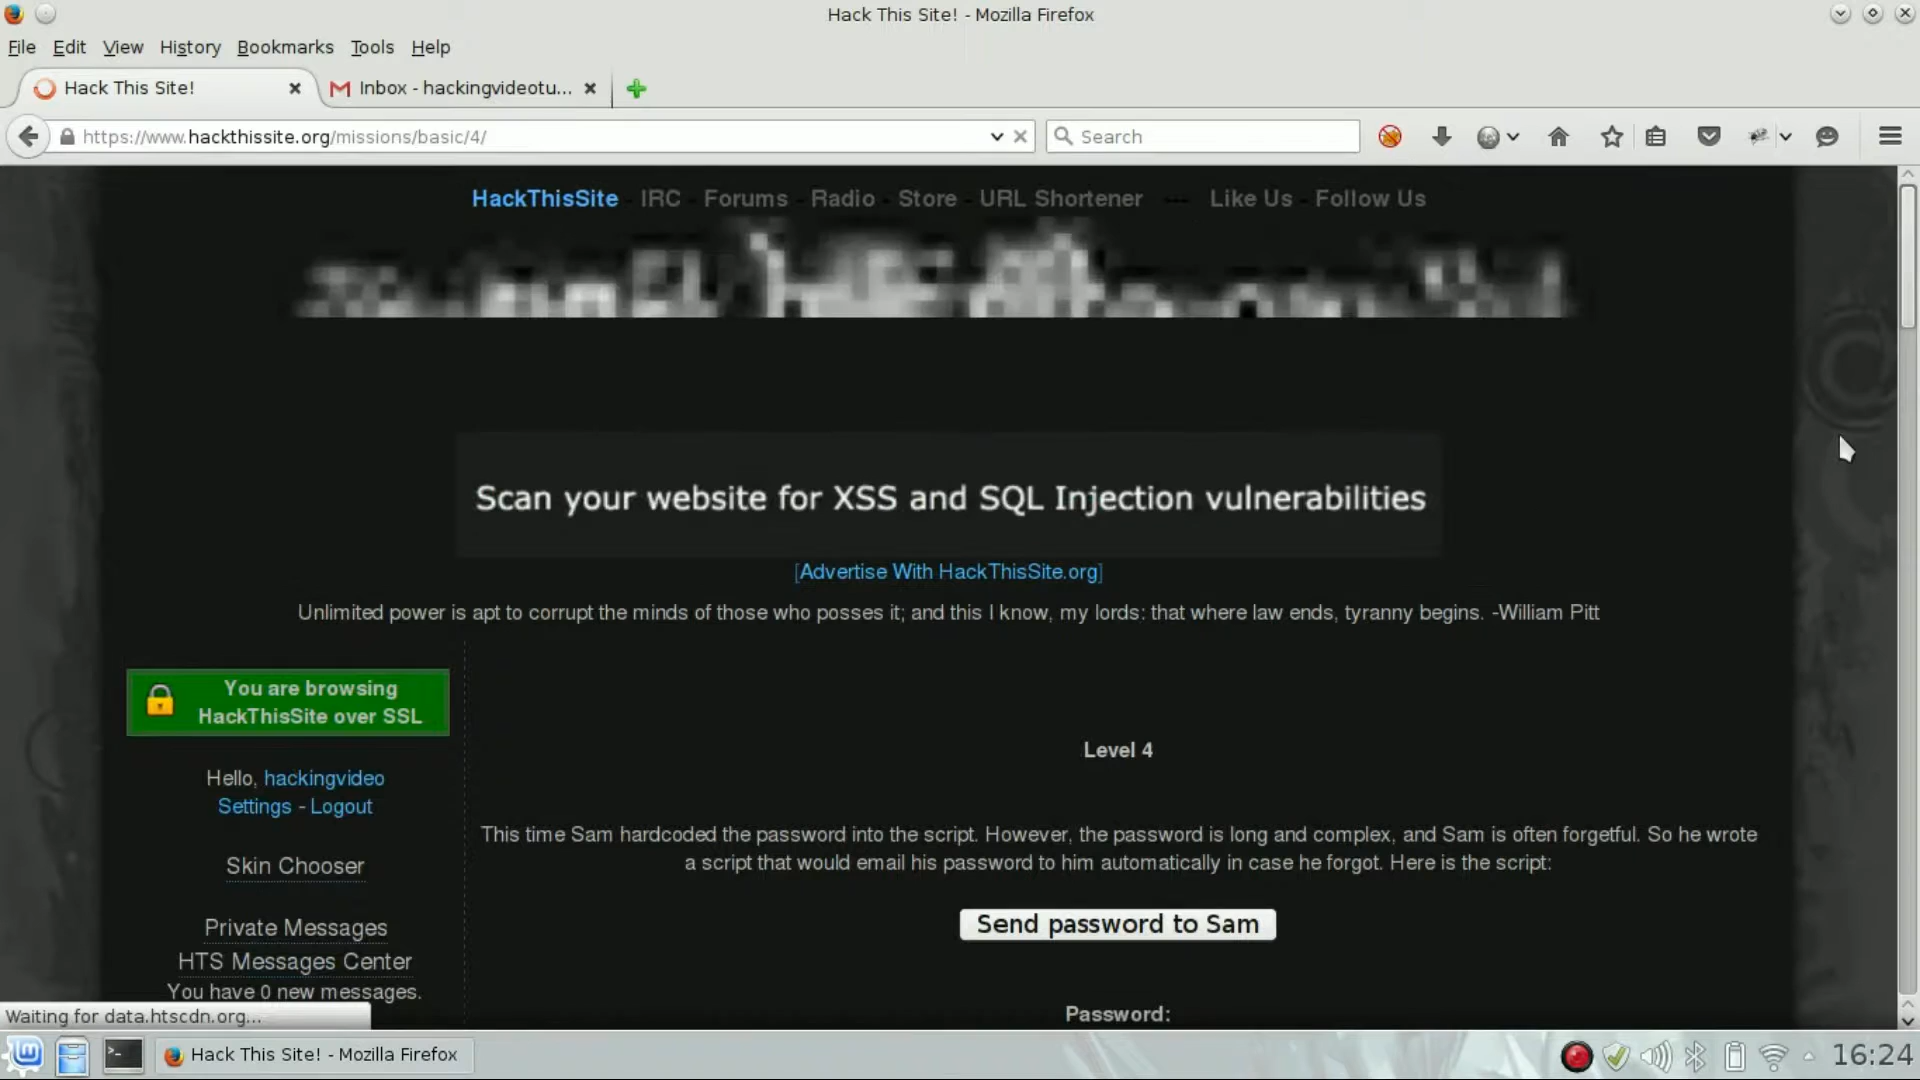 Hack This Site! - Mozilla Firefox
File Edit View History Bookmarks Tools Help
Hack This Site!
Inbox - hackingvideotu...
https://www.hackthissite.org/missions/basic/4/
Search
HackThisSite - IRC - Forums - Radio - Store - URL Shortener --- Like Us - Follow Us
Scan your website for XSS and SQL Injection vulnerabilities
[Advertise With HackThisSite.org]
Unlimited power is apt to corrupt the minds of those who posses it; and this I know, my lords: that where law ends, tyranny begins. -William Pitt
You are browsing
HackThisSite over SSL
Hello, hackingvideo
Settings - Logout
Skin Chooser
Private Messages
HTS Messages Center
You have 0 new messages.
Level 4
This time Sam hardcoded the password into the script. However, the password is long and complex, and Sam is often forgetful. So he wrote
a script that would email his password to him automatically in case he forgot. Here is the script:
Send password to Sam
Password:
Waiting for data.htscdn.org...
Hack This Site! - Mozilla Firefox
16:24